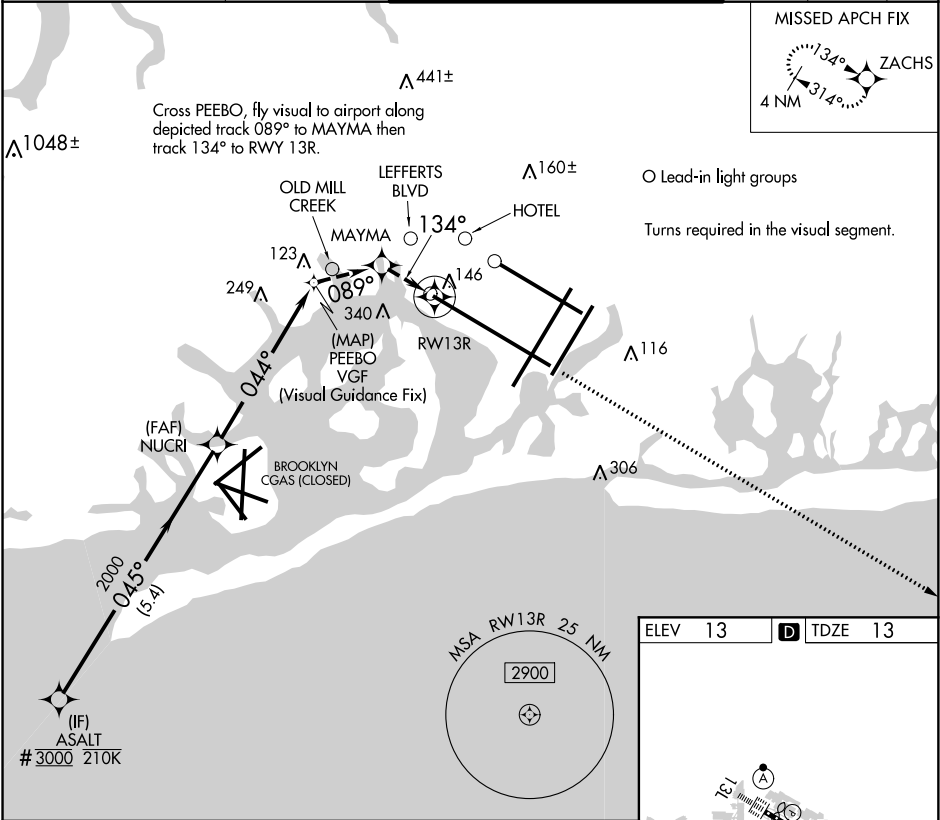 MISSED APCH FIX
134°
ZACHS
4 NM
314°
441±
Cross PEEBO, fly visual to airport along
depicted track 089° to MAYMA then
track 134° to RWY 13R.
1048±
160±
O Lead-in light groups
LEFFERTS
BLVD
OLD MILL
CREEK
HOTEL
134°
Turns required in the visual segment.
MAYMA
123
146
089°
249
340
(MAP)
PEEBO
VGF
(Visual Guidance Fix)
RW13R
116
044°
(FAF)
NUCRI
BROOKLYN
CGAS (CLOSED)
306
2000
045°
(5.4)
MSA RW13R 25 NM
2900
ELEV 13
D
TDZE 13
(IF)
ASALT
# 3000 210K
A
13L
P